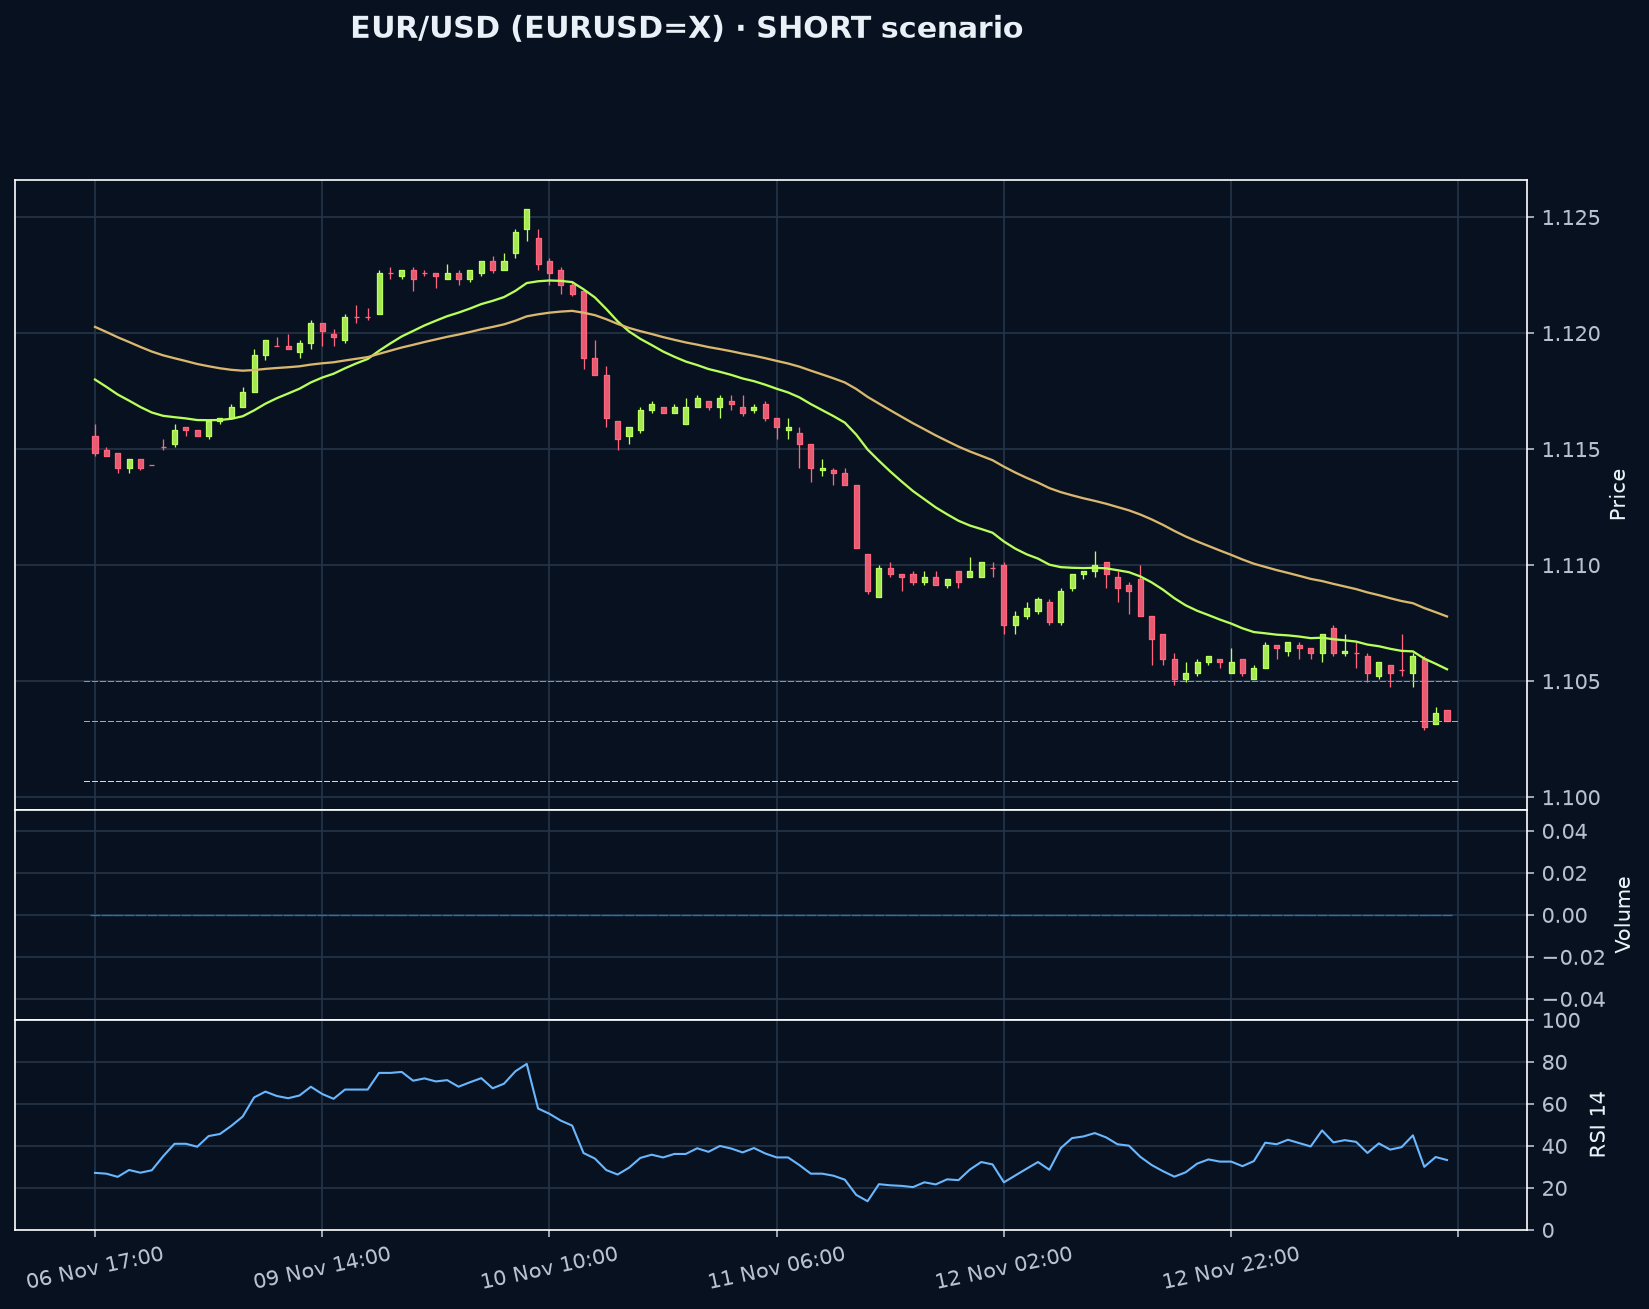 EUR/USD (EURUSD=X) · SHORT scenario
1.125
1.120
1.115
1.110
1.105
1.100
Price
0.04
0.02
0.00
−0.02
−0.04
Volume
100
80
60
40
20
0
RSI 14
06 Nov 17:00
09 Nov 14:00
10 Nov 10:00
11 Nov 06:00
12 Nov 02:00
12 Nov 22:00